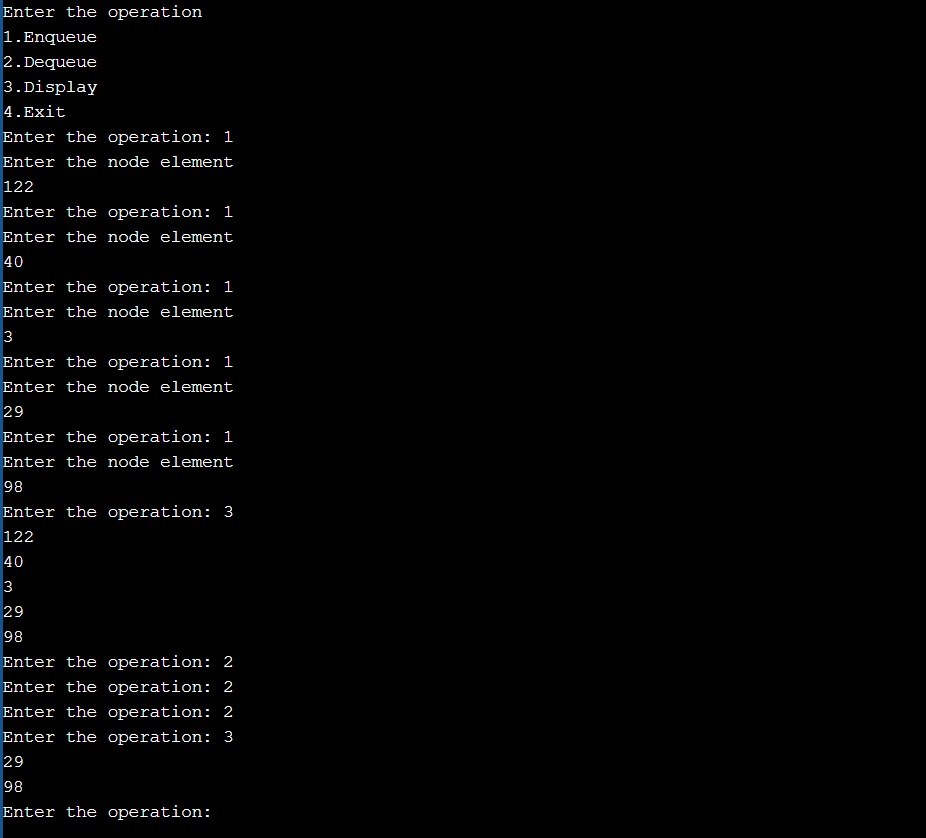 Enter the operation
1.Enqueue
2.Dequeue
3.Display
4.Exit
Enter the operation: 1
Enter the node element
122
Enter the operation: 1
Enter the node element
40
Enter the operation: 1
Enter the node element
3
Enter the operation: 1
Enter the node element
29
Enter the operation: 1
Enter the node element
98
Enter the operation: 3
122
40
3
29
98
Enter the operation: 2
Enter the operation: 2
Enter the operation: 2
Enter the operation: 3
29
98
Enter the operation: